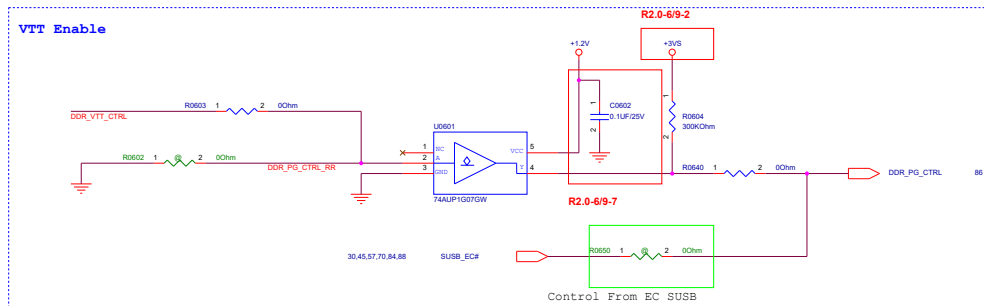 VTT Enable
R2.0-6/9-2
+1.2V
+3VS
R0603 1 2 0Ohm
DDR_VTT_CTRL
1
C0602
0.1UF/25V
2
1
R0604
300KOhm
2
U0601
R0602 1 @ 2 0Ohm
DDR_PG_CTRL_RR
1 NC VCC 5
2 A
3 GND Y 4
74AUP1G07GW
R0640 1 2 0Ohm
DDR_PG_CTRL 86
R2.0-6/9-7
30,45,57,70,84,88 SUSB_EC#
R0650 1 @ 2 0Ohm
Control From EC SUSB